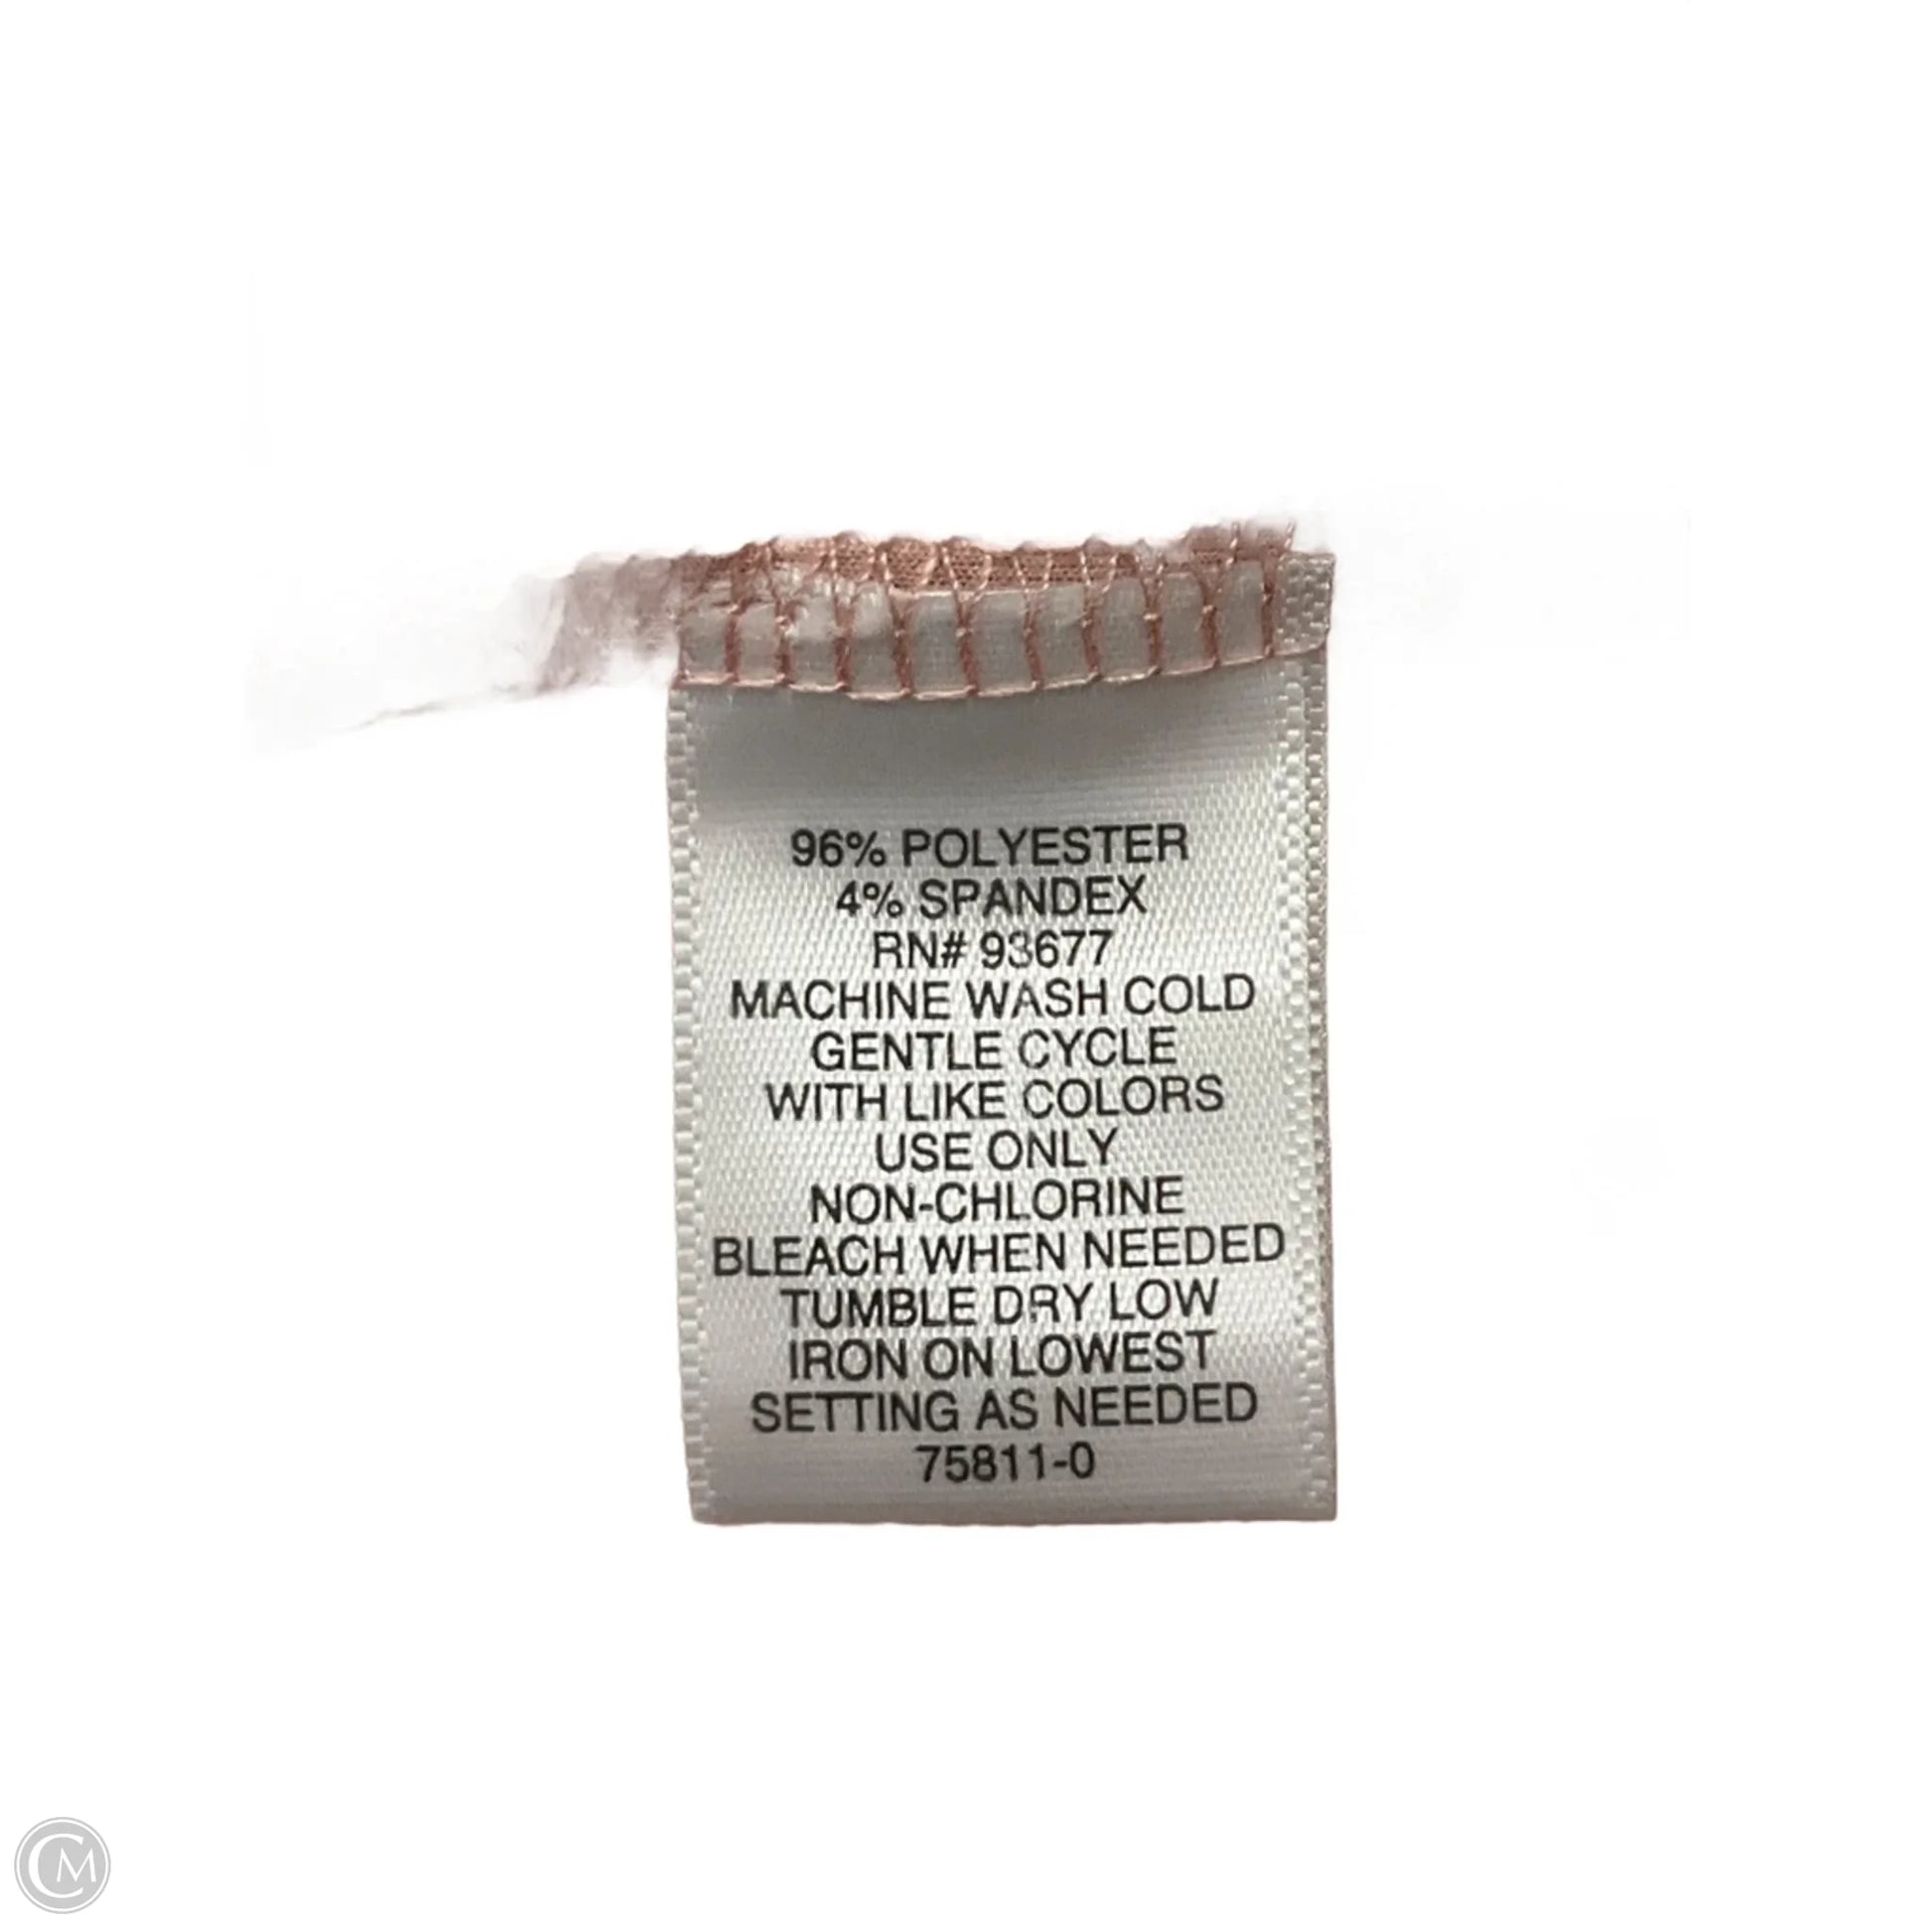 96% POLYESTER
4% SPANDEX
RN# 93677
MACHINE WASH COLD
GENTLE CYCLE
WITH LIKE COLORS
USE ONLY
NON-CHLORINE
BLEACH WHEN NEEDED
TUMBLE DRY LOW
IRON ON LOWEST
SETTING AS NEEDED
75811-0
CM